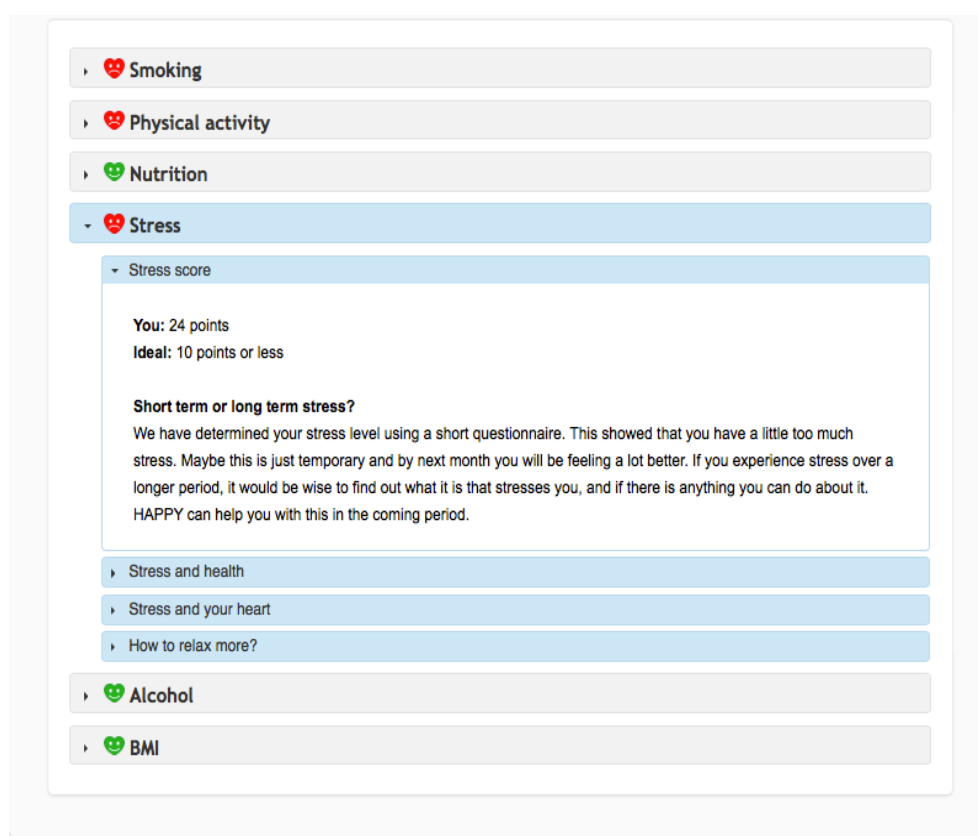 Smoking
Physical activity
Nutrition
Stress
Stress score
You: 24 points
Ideal: 10 points or less
Short term or long term stress?
We have determined your stress level using a short questionnaire. This showed that you have a little too much
stress. Maybe this is just temporary and by next month you will be feeling a lot better. If you experience stress over a
longer period, it would be wise to find out what it is that stresses you, and if there is anything you can do about it.
HAPPY can help you with this in the coming period.
Stress and health
Stress and your heart
How to relax more?
Alcohol
BMI